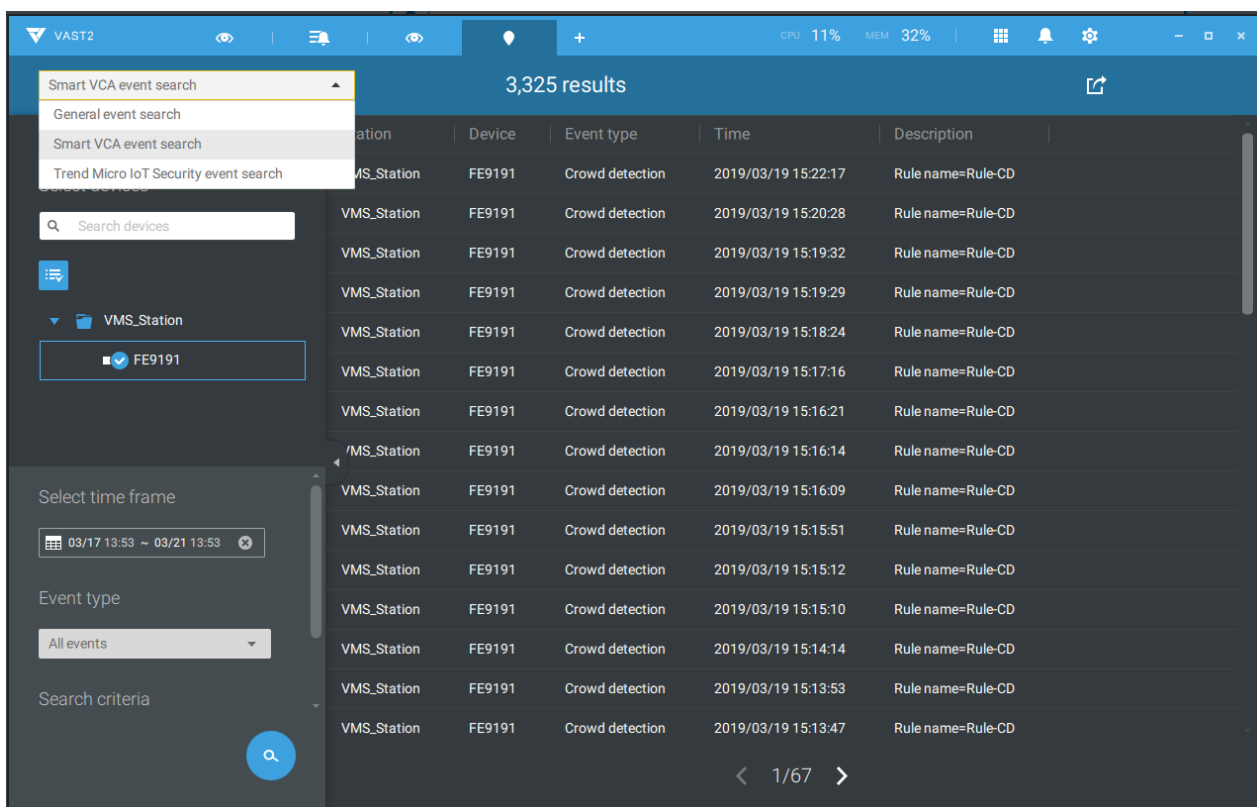 VAST2 + CPU 11% MEM 32%
Smart VCA event search
General event search
Smart VCA event search
Trend Micro IoT Security event search
3,325 results
Search devices
VMS_Station
FE9191
Select time frame
03/17 13:53 ~ 03/21 13:53
Event type
All events
Search criteria
Device Event type Time Description
FE9191 Crowd detection 2019/03/19 15:22:17 Rule name=Rule-CD
VMS_Station FE9191 Crowd detection 2019/03/19 15:20:28 Rule name=Rule-CD
VMS_Station FE9191 Crowd detection 2019/03/19 15:19:32 Rule name=Rule-CD
VMS_Station FE9191 Crowd detection 2019/03/19 15:19:29 Rule name=Rule-CD
VMS_Station FE9191 Crowd detection 2019/03/19 15:18:24 Rule name=Rule-CD
VMS_Station FE9191 Crowd detection 2019/03/19 15:17:16 Rule name=Rule-CD
VMS_Station FE9191 Crowd detection 2019/03/19 15:16:21 Rule name=Rule-CD
VMS_Station FE9191 Crowd detection 2019/03/19 15:16:14 Rule name=Rule-CD
VMS_Station FE9191 Crowd detection 2019/03/19 15:16:09 Rule name=Rule-CD
VMS_Station FE9191 Crowd detection 2019/03/19 15:15:51 Rule name=Rule-CD
VMS_Station FE9191 Crowd detection 2019/03/19 15:15:12 Rule name=Rule-CD
VMS_Station FE9191 Crowd detection 2019/03/19 15:15:10 Rule name=Rule-CD
VMS_Station FE9191 Crowd detection 2019/03/19 15:14:14 Rule name=Rule-CD
VMS_Station FE9191 Crowd detection 2019/03/19 15:13:53 Rule name=Rule-CD
VMS_Station FE9191 Crowd detection 2019/03/19 15:13:47 Rule name=Rule-CD
1/67